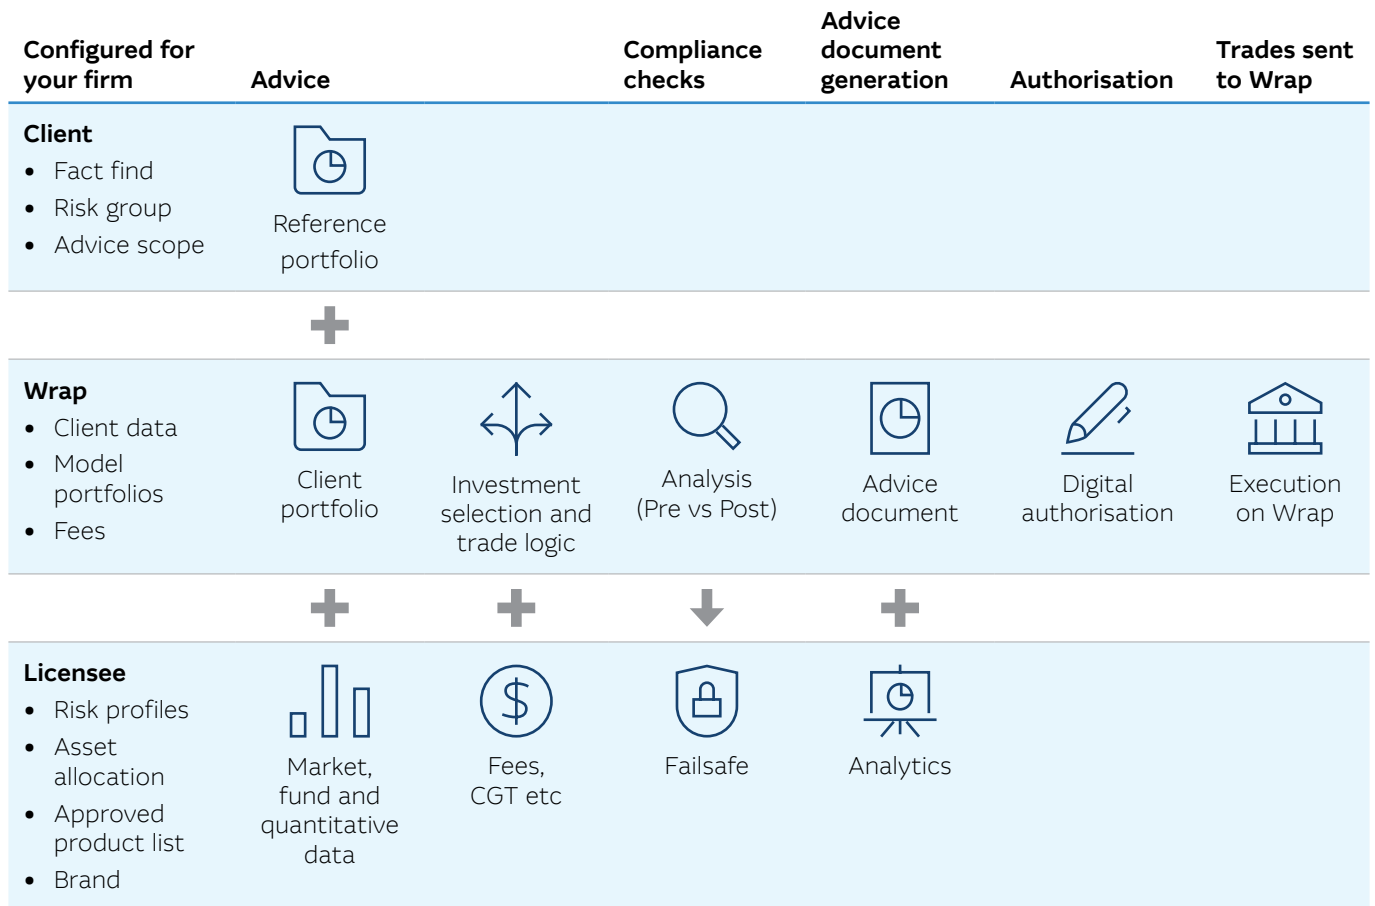 Configured for
your firm
Advice
Compliance
checks
Advice
document
generation
Authorisation
Trades sent
to Wrap
Client
• Fact find
• Risk group
• Advice scope
Reference
portfolio
Wrap
• Client data
• Model
portfolios
• Fees
Client
portfolio
Investment
selection and
trade logic
Analysis
(Pre vs Post)
Advice
document
Digital
authorisation
Execution
on Wrap
Licensee
• Risk profiles
• Asset
allocation
• Approved
product list
• Brand
Market,
fund and
quantitative
data
$
Fees,
CGT etc
Failsafe
Analytics